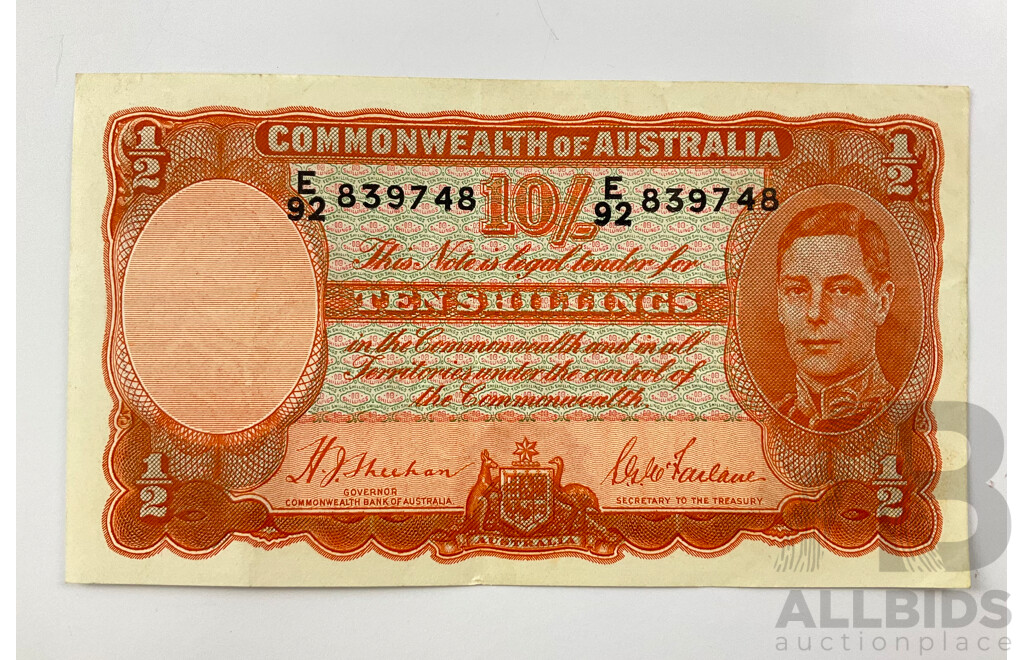 1/2 COMMONWEALTH OF AUSTRALIA 1/2
E/92 839748 10/- E/92 839748
This Note is legal tender for
TEN SHILLINGS
in the Commonwealth and in all
Territories under the control of
the Commonwealth
1/2 1/2
H. J. Sheehan
GOVERNOR
COMMONWEALTH BANK OF AUSTRALIA.
S. G. McFarlane
SECRETARY TO THE TREASURY
AUSTRALIA
B
ALLBIDS
auctionplace